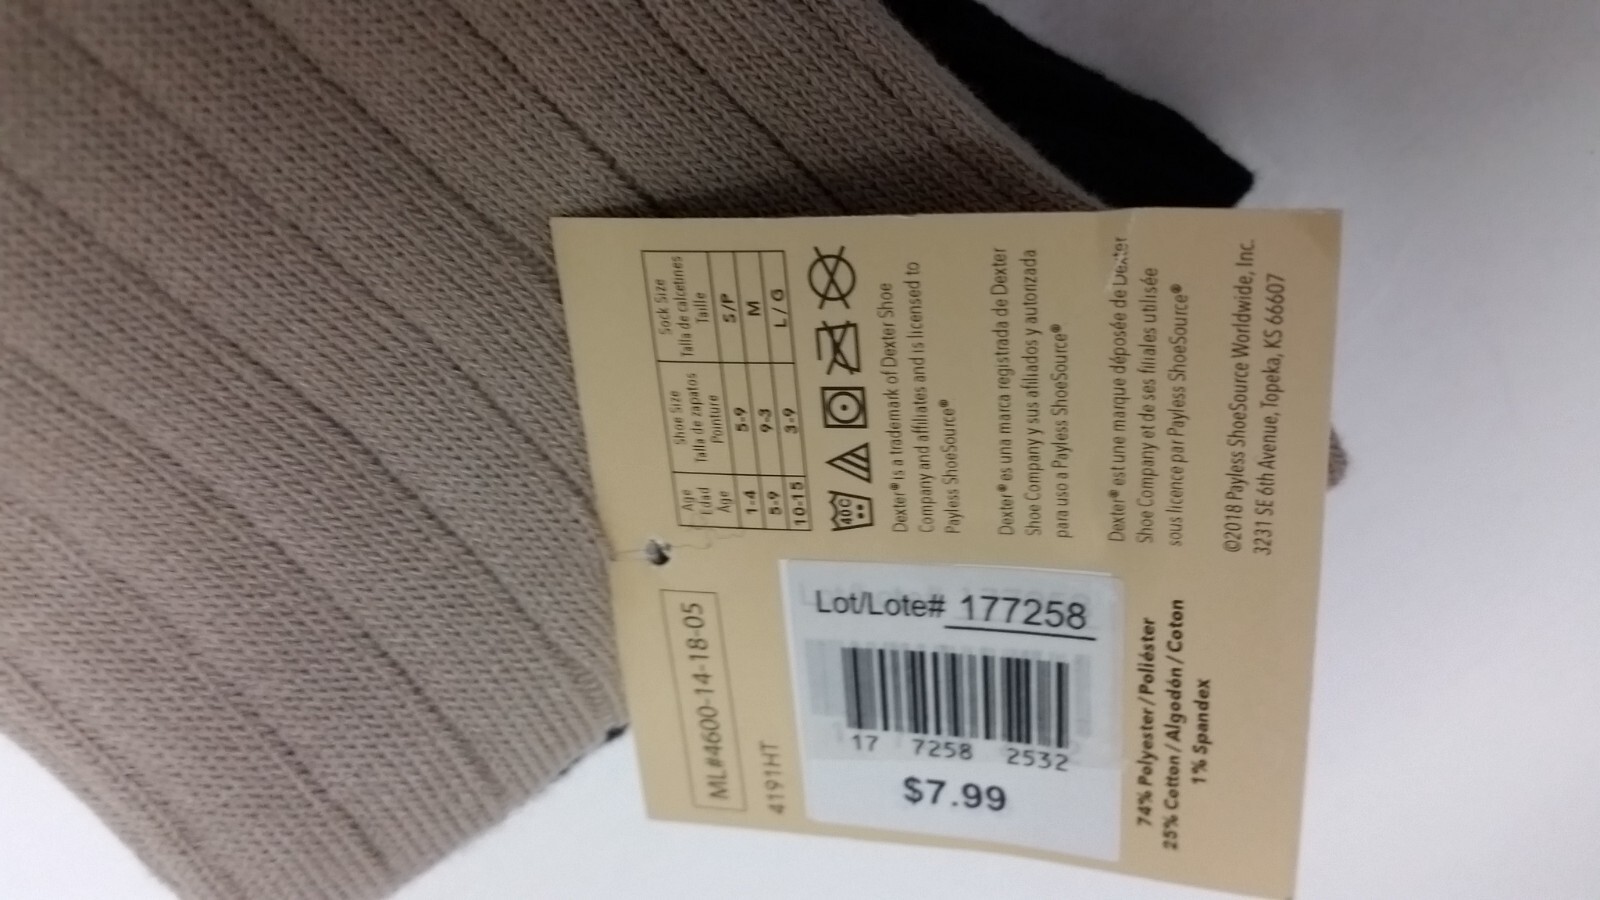 Age
Edad
Âge
Shoe Size
Talla de zapatos
Pointure
Sock Size
Talla de calcetines
Taille
1-4 5-9 S/P
5-9 9-3 M
10-15 3-9 L/G
40C
Dexter® is a trademark of Dexter Shoe
Company and affiliates and is licensed to
Payless ShoeSource®
Dexter® es una marca registrada de Dexter
Shoe Company y sus afiliados y autorizada
para uso a Payless ShoeSource®
Dexter® est une marque déposée de Dexter
Shoe Company et de ses filiales utilisée
sous licence par Payless ShoeSource®
©2018 Payless ShoeSource Worldwide, Inc.
3231 SE 6th Avenue, Topeka, KS 66607
ML#4600-14-18-05
4191HT
Lot/Lote# 177258
17 7258 2532
$7.99
74% Polyester/Poliéster
25% Cotton/Algodón/Coton
1% Spandex